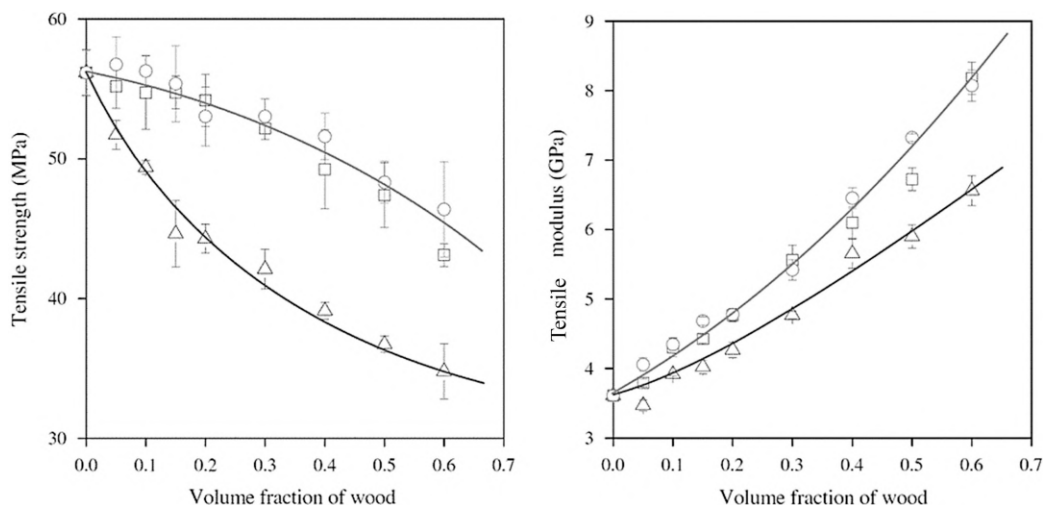 60
50
40
30
Tensile strength (MPa)
0.0 0.1 0.2 0.3 0.4 0.5 0.6 0.7
Volume fraction of wood
9
8
7
6
5
4
3
Tensile modulus (GPa)
0.0 0.1 0.2 0.3 0.4 0.5 0.6 0.7
Volume fraction of wood